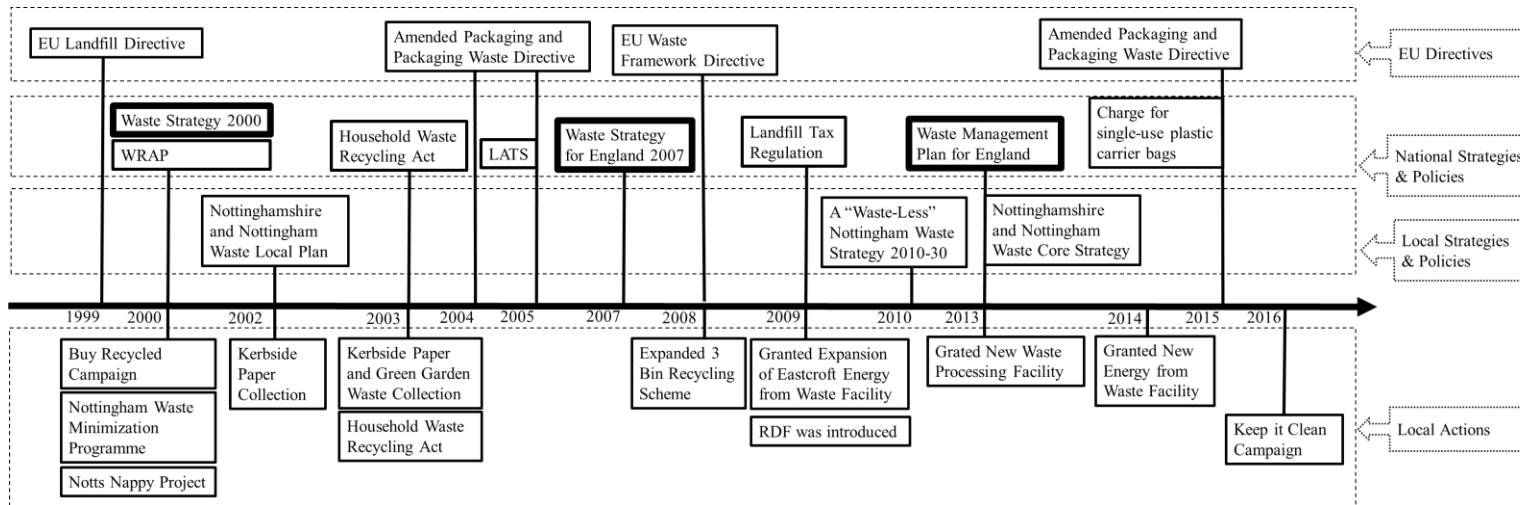 EU Landfill Directive
Amended Packaging and
Packaging Waste Directive
EU Waste
Framework Directive
Amended Packaging and
Packaging Waste Directive
EU Directives
Waste Strategy 2000
WRAP
Household Waste
Recycling Act
LATS
Waste Strategy
for England 2007
Landfill Tax
Regulation
Waste Management
Plan for England
Charge for
single-use plastic
carrier bags
National Strategies
& Policies
Nottinghamshire
and Nottingham
Waste Local Plan
A “Waste-Less”
Nottingham Waste
Strategy 2010-30
Nottinghamshire
and Nottingham
Waste Core Strategy
Local Strategies
& Policies
1999
2000
2002
2003
2004
2005
2007
2008
2009
2010
2013
2014
2015
2016
Buy Recycled
Campaign
Nottingham Waste
Minimization
Programme
Notts Nappy Project
Kerbside
Paper
Collection
Kerbside Paper
and Green Garden
Waste Collection
Household Waste
Recycling Act
Expanded 3
Bin Recycling
Scheme
Granted Expansion
of Eastcroft Energy
from Waste Facility
RDF was introduced
Grated New Waste
Processing Facility
Granted New
Energy from
Waste Facility
Keep it Clean
Campaign
Local Actions